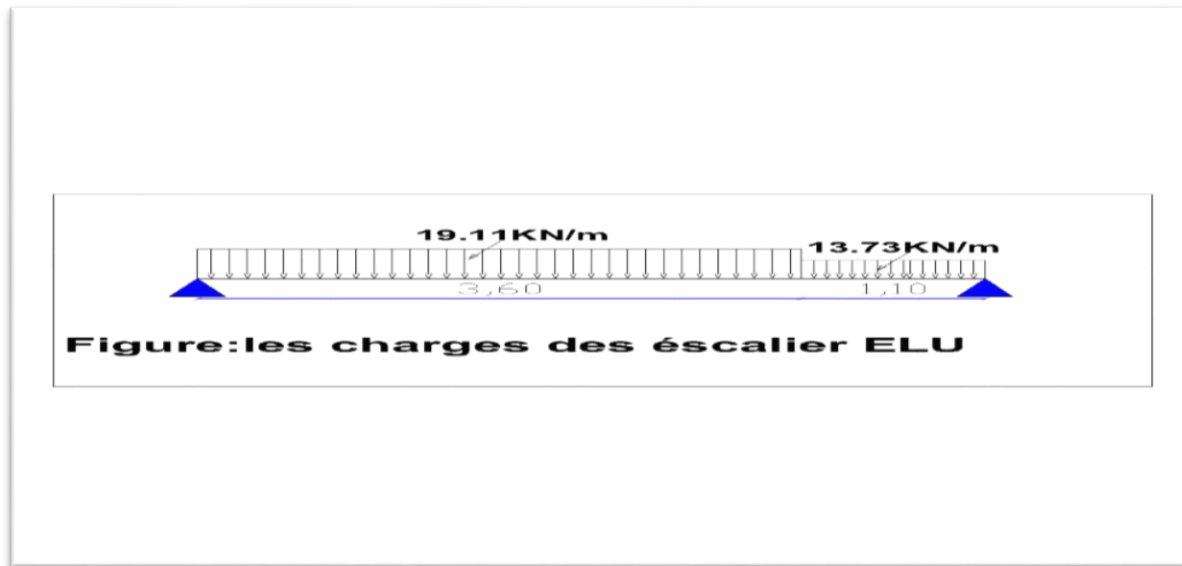 19.11KN/m
13.73KN/m
3,60
1,10
Figure:les charges des éscalier ELU